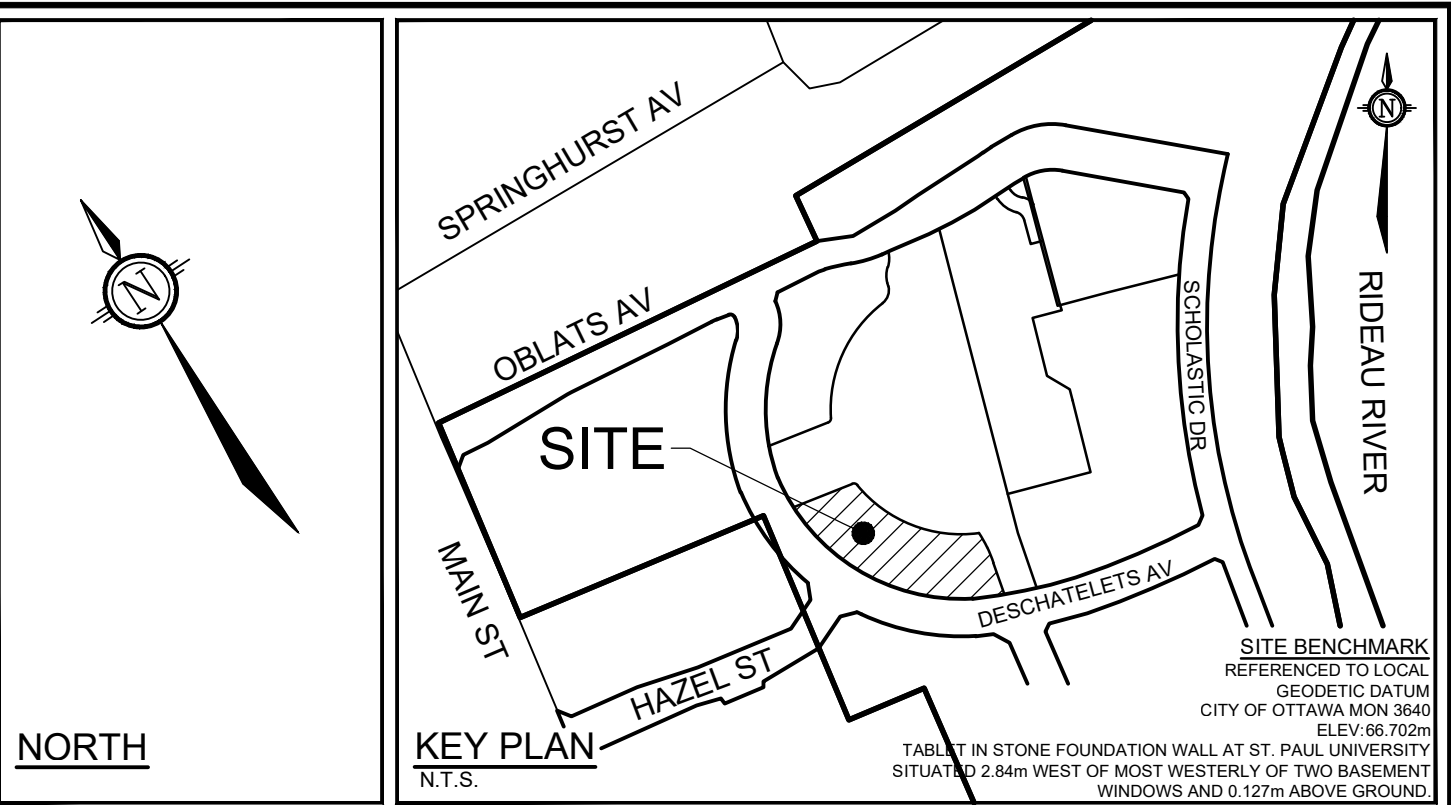 N
NORTH
SPRINGHURST AV
N
OBLATS AV
SCHOLASTIC DR
RIDEAU RIVER
SITE
MAIN ST
DESCHATELETS AV
HAZEL ST
KEY PLAN
N.T.S.
SITE BENCHMARK
REFERENCED TO LOCAL
GEODETIC DATUM
CITY OF OTTAWA MON 3640
ELEV:66.702m
TABLET IN STONE FOUNDATION WALL AT ST. PAUL UNIVERSITY
SITUATED 2.84m WEST OF MOST WESTERLY OF TWO BASEMENT
WINDOWS AND 0.127m ABOVE GROUND.